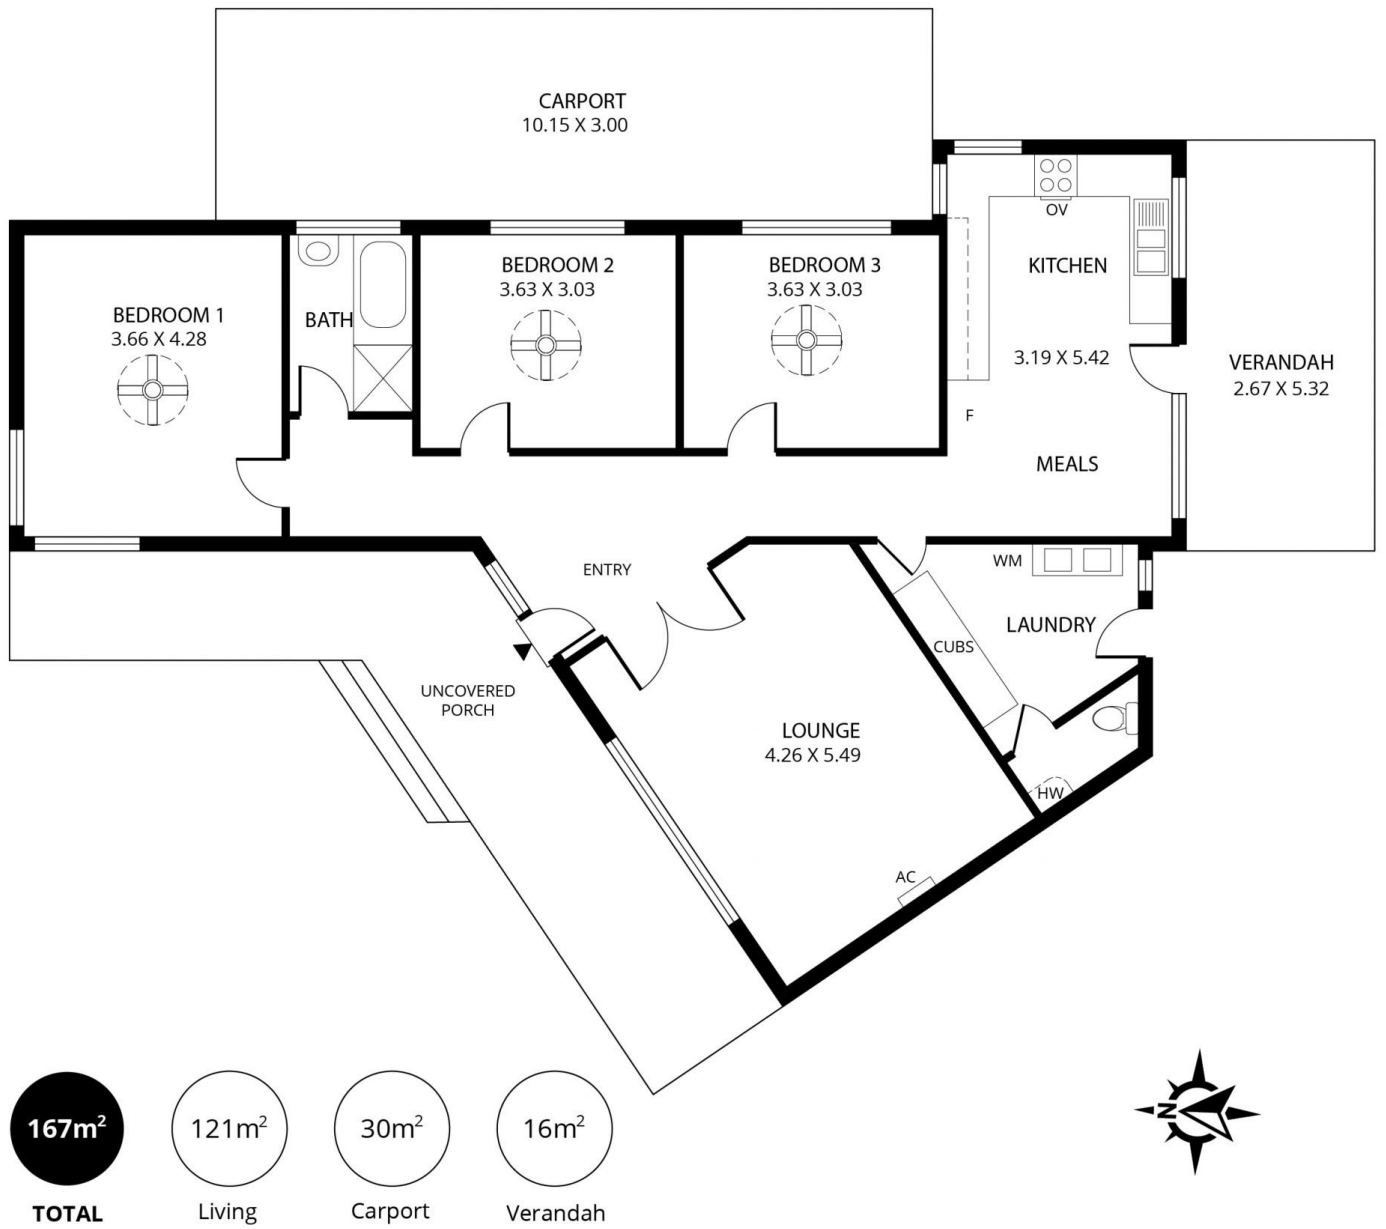 CARPORT
10.15 X 3.00
OV
KITCHEN
3.19 X 5.42
F
MEALS
VERANDAH
2.67 X 5.32
BEDROOM 1
3.66 X 4.28
BATH
BEDROOM 2
3.63 X 3.03
BEDROOM 3
3.63 X 3.03
ENTRY
WM
LAUNDRY
CUBS
UNCOVERED
PORCH
LOUNGE
4.26 X 5.49
HW
AC
N
167m²
TOTAL
121m²
Living
30m²
Carport
16m²
Verandah